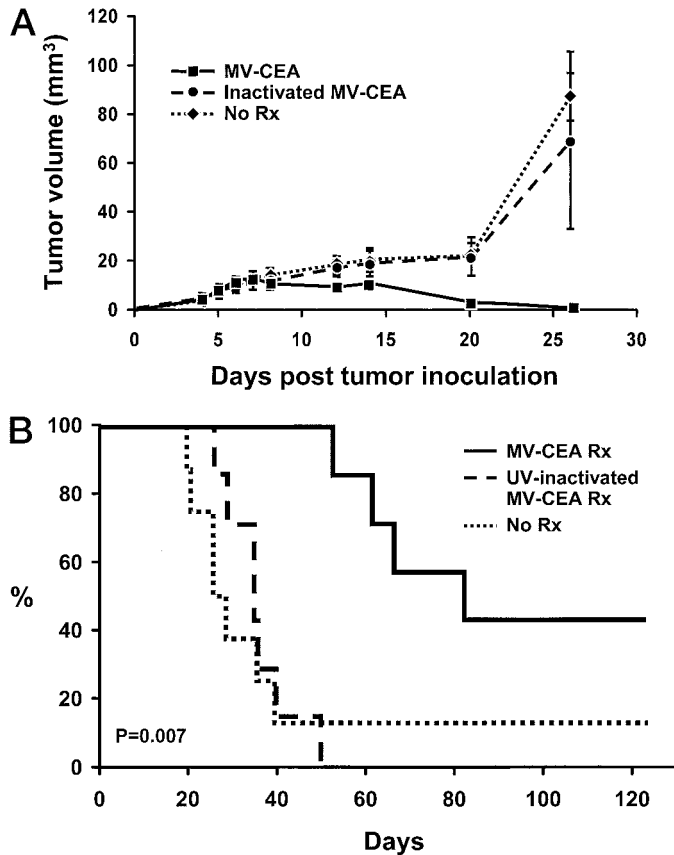 A
Tumor volume (mm³)
120
100
80
60
40
20
0
MV-CEA
Inactivated MV-CEA
No Rx
0 5 10 15 20 25 30
Days post tumor inoculation
B
%
100
80
60
40
20
0
MV-CEA Rx
UV-inactivated
MV-CEA Rx
No Rx
P=0.007
0 20 40 60 80 100 120
Days